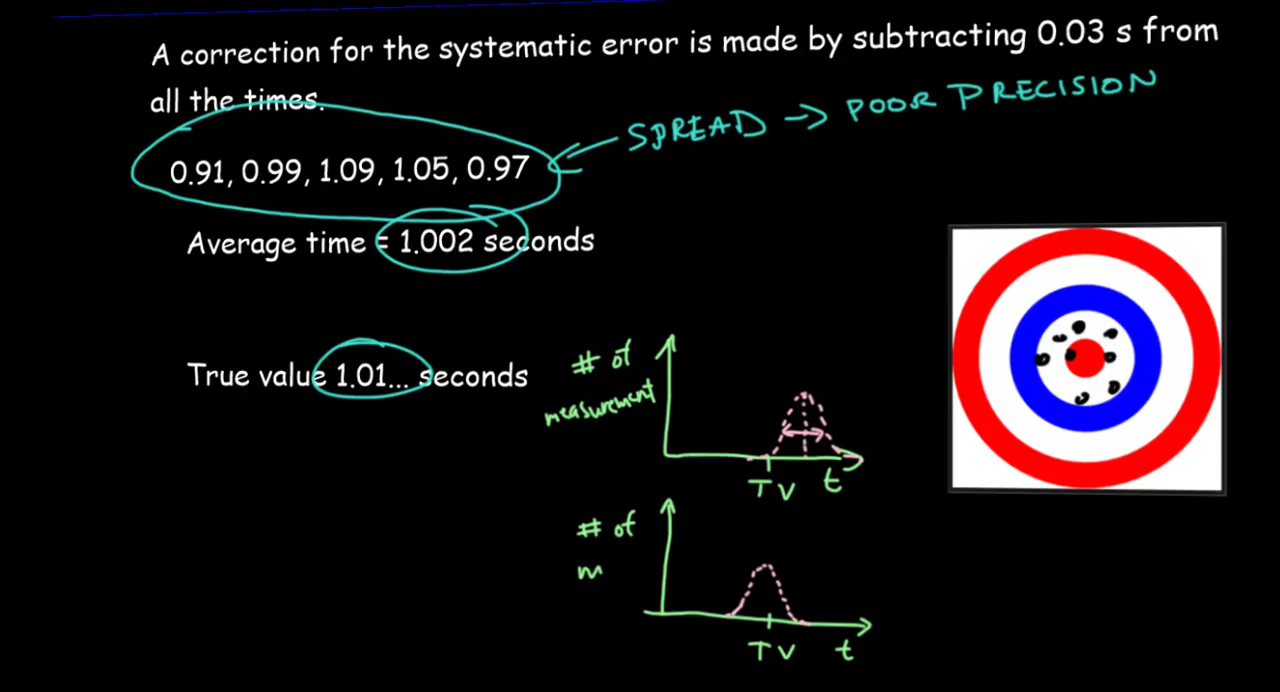 A correction for the systematic error is made by subtracting 0.03 s from
all the times.
SPREAD → POOR PRECISION
0.91, 0.99, 1.09, 1.05, 0.97
Average time = 1.002 seconds
True value 1.01... seconds
# of
measurement
TV t
# of
m
TV t